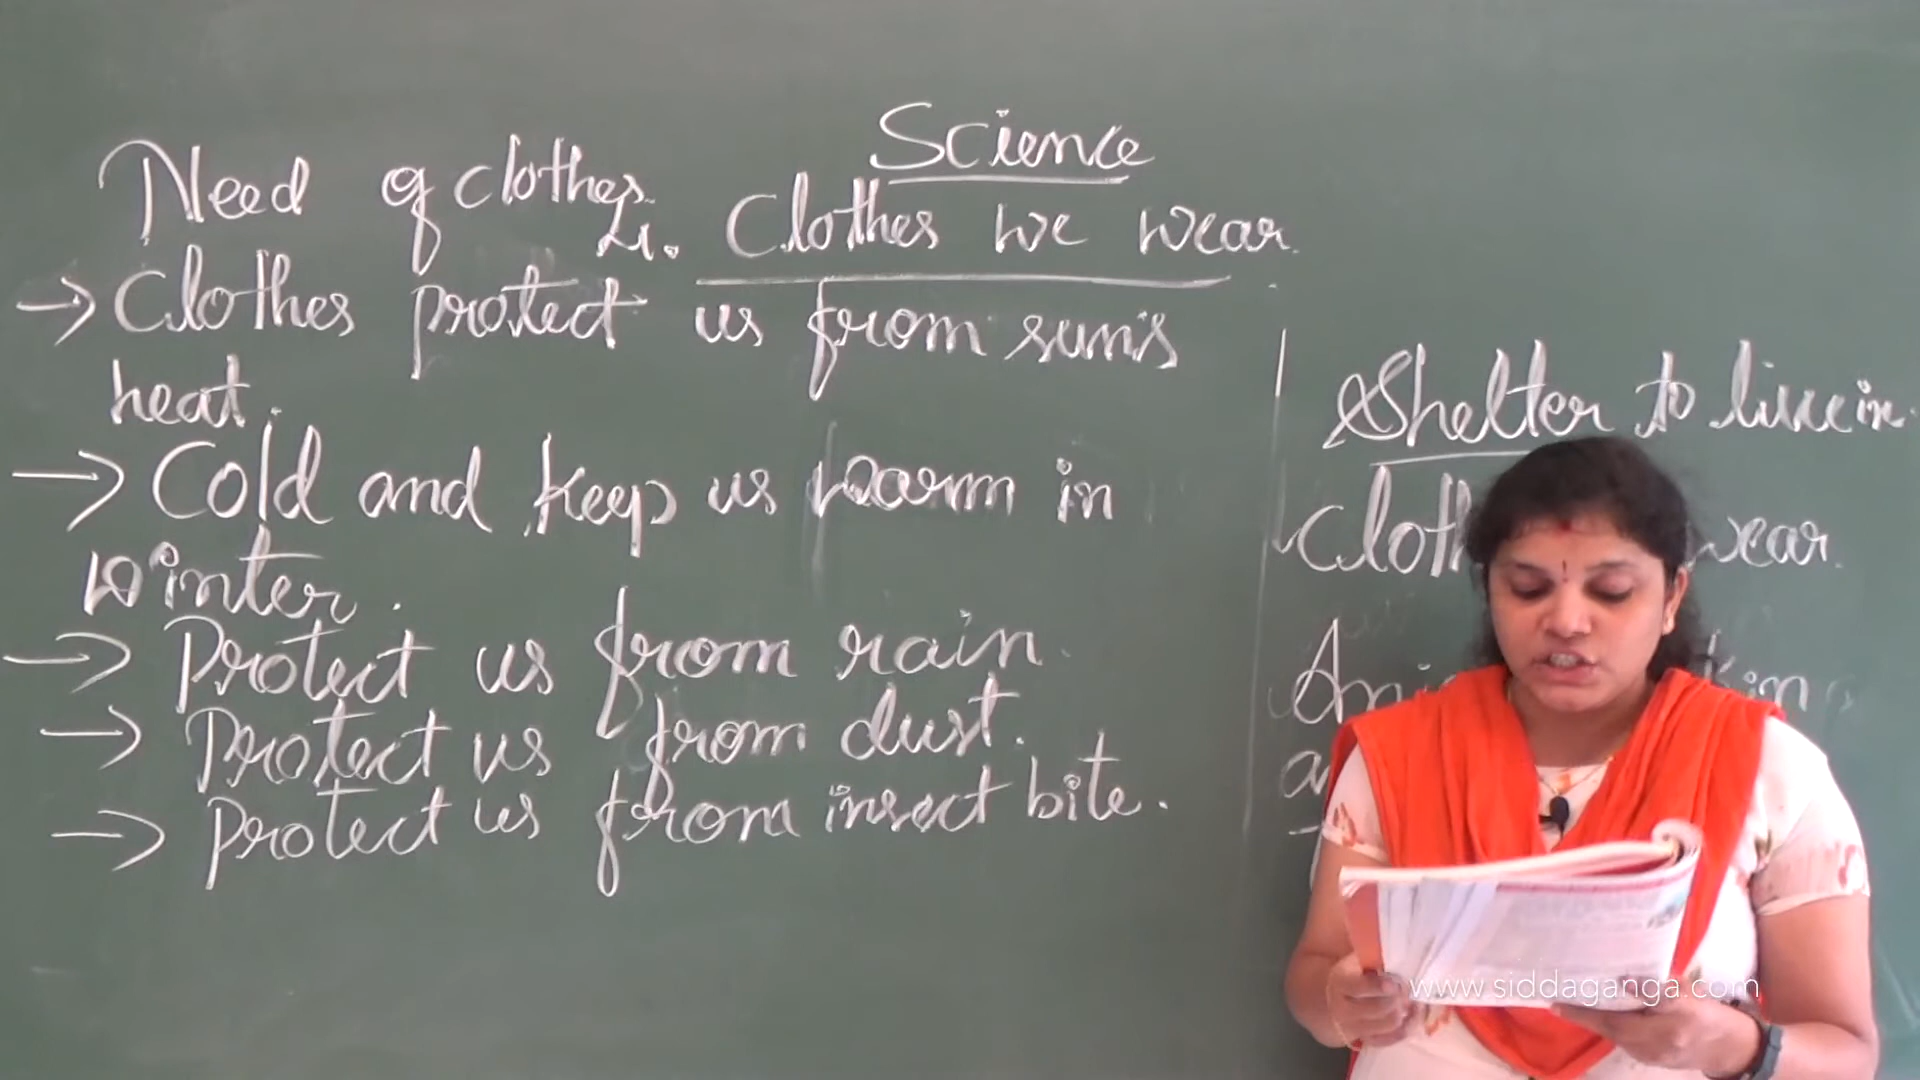 Science
4. Clothes we wear.
Need of clothes.
→ Clothes protect us from sun's
heat.
→ Cold and keep us warm in
winter.
→ Protect us from rain.
→ Protect us from dust.
→ Protect us from insect bite.
Shelter to live in.
wear.
www.siddaganga.com